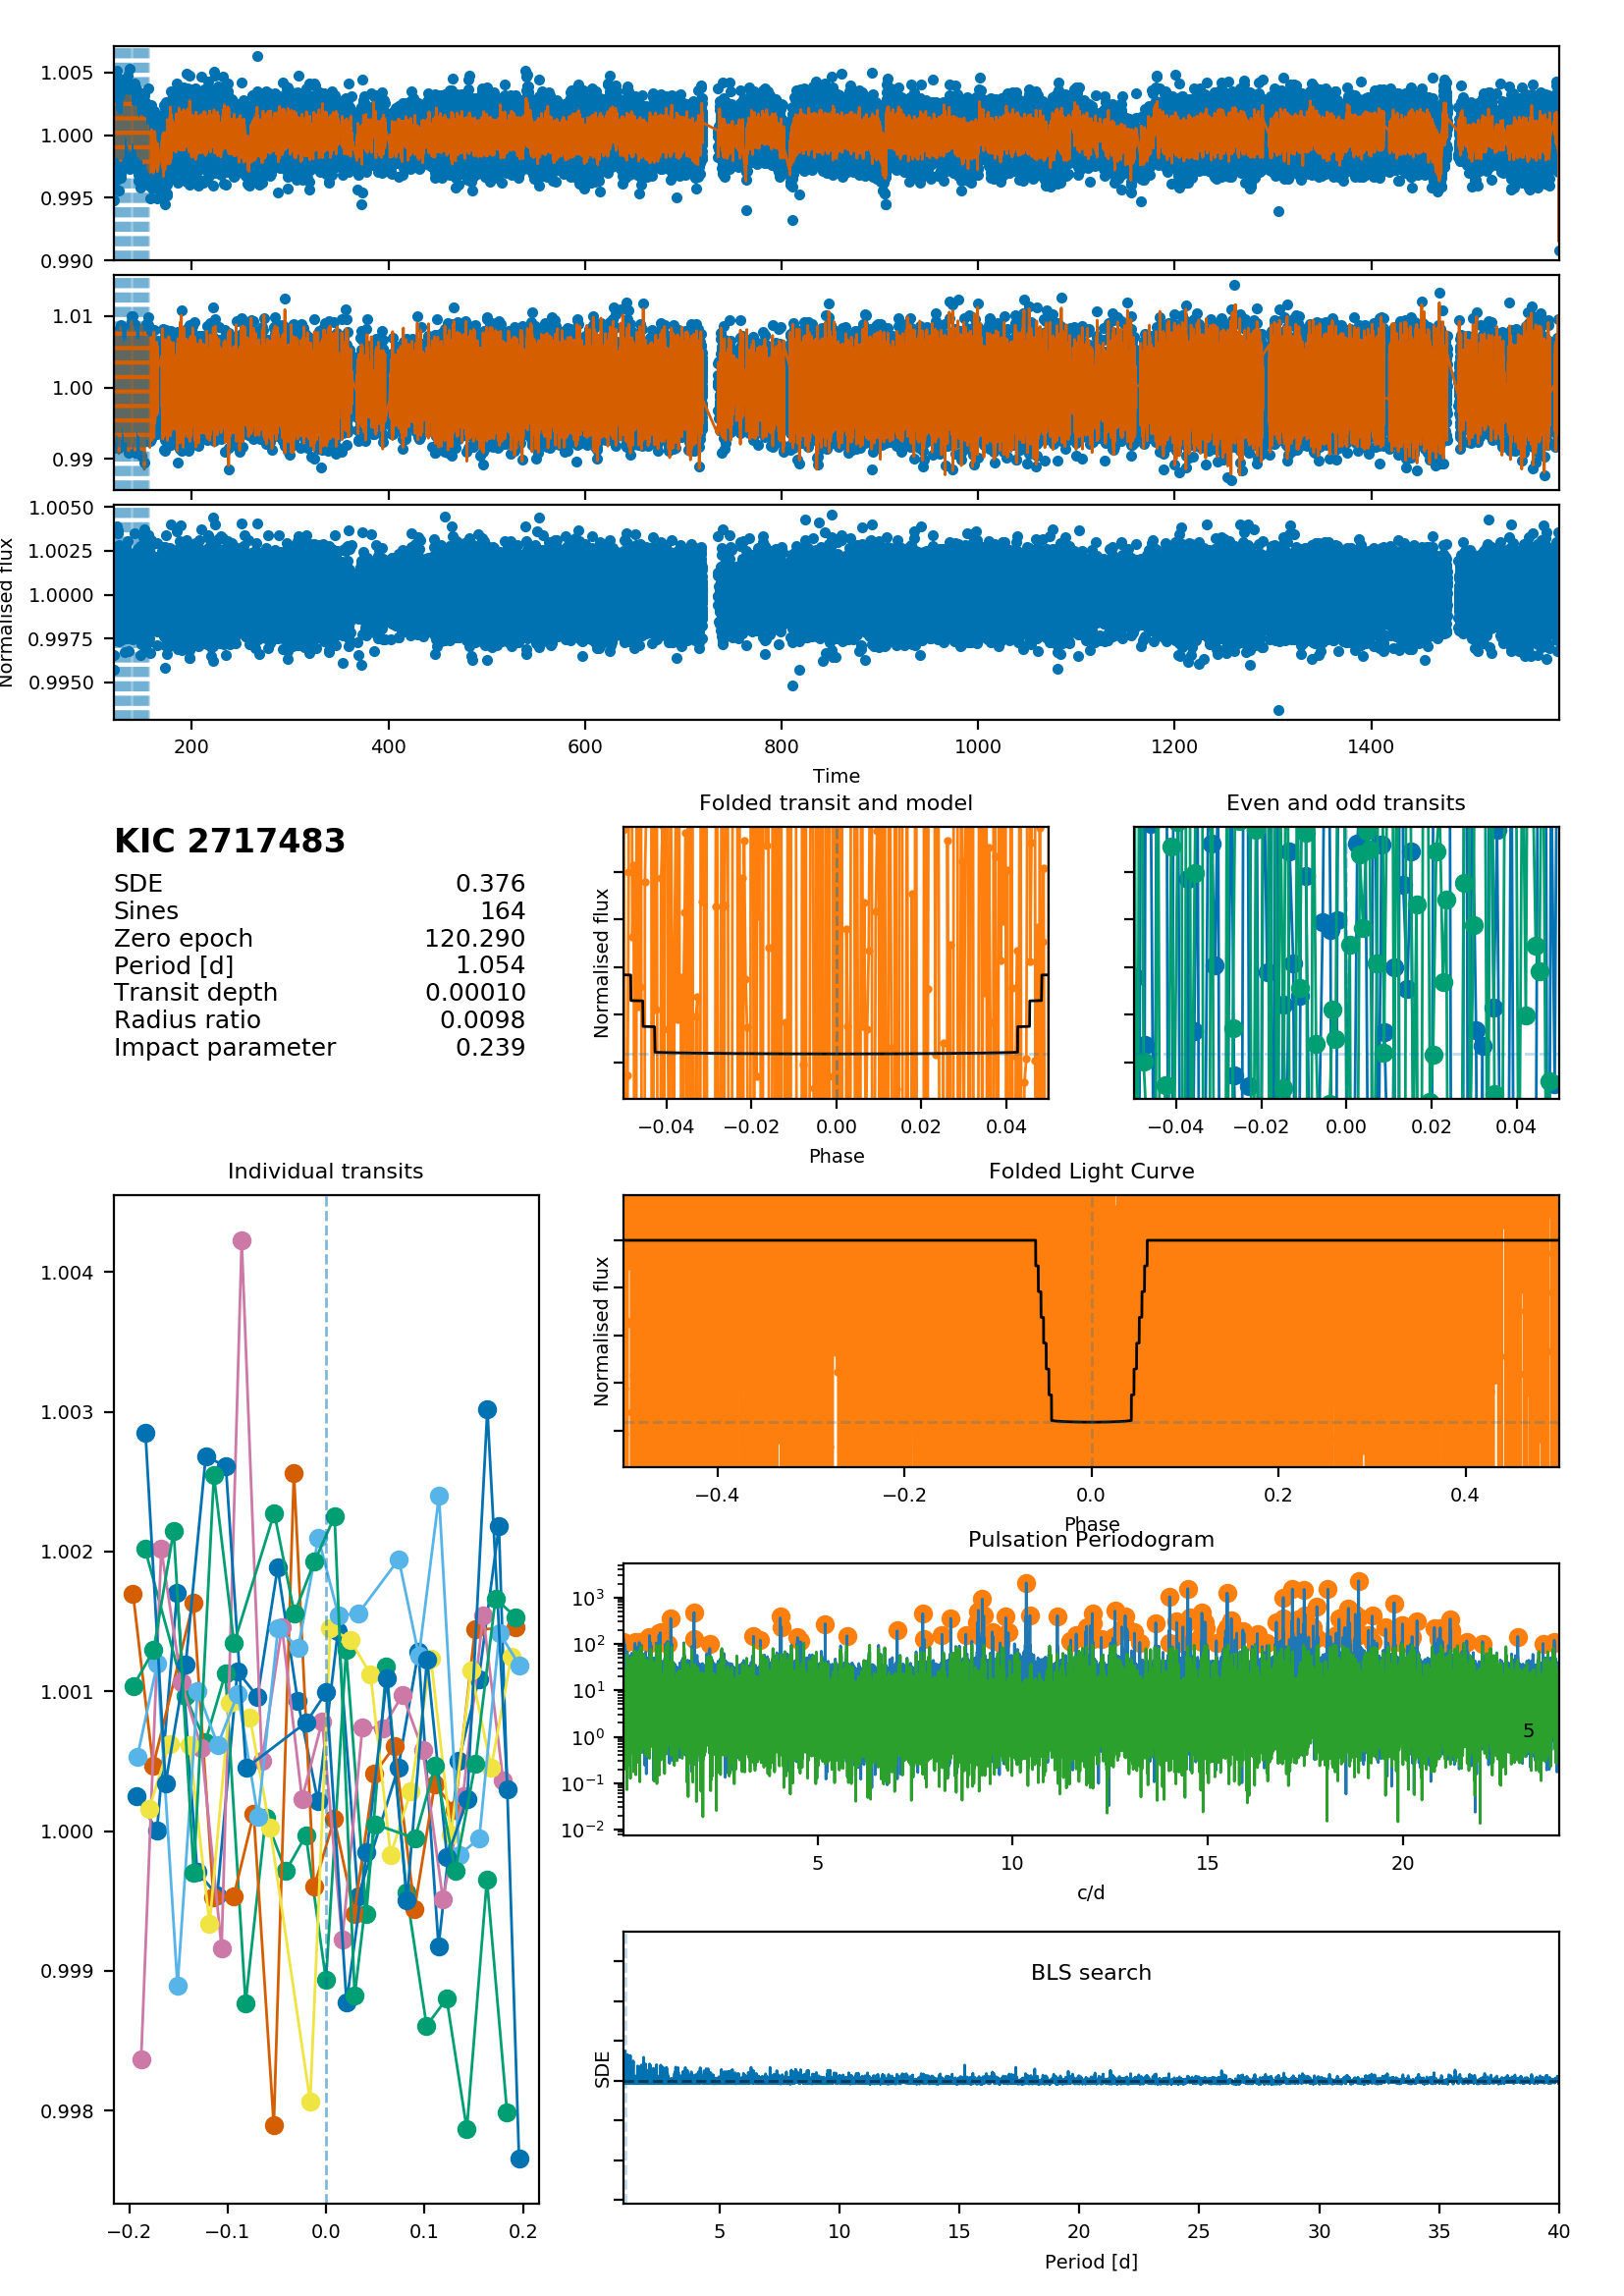 1.005
1.000
0.995
0.990
1.01
1.00
0.99
1.0050
1.0025
1.0000
0.9975
0.9950
Normalised flux
200 400 600 800 1000 1200 1400
Time
KIC 2717483
SDE 0.376
Sines 164
Zero epoch 120.290
Period [d] 1.054
Transit depth 0.00010
Radius ratio 0.0098
Impact parameter 0.239
Folded transit and model
Normalised flux
−0.04 −0.02 0.00 0.02 0.04
Phase
Even and odd transits
−0.04 −0.02 0.00 0.02 0.04
Individual transits
1.004
1.003
1.002
1.001
1.000
0.999
0.998
−0.2 −0.1 0.0 0.1 0.2
Folded Light Curve
Normalised flux
−0.4 −0.2 0.0 0.2 0.4
Phase
Pulsation Periodogram
10³
10²
10¹
10⁰
10⁻¹
10⁻²
5
5 10 15 20
c/d
BLS search
SDE
5 10 15 20 25 30 35 40
Period [d]